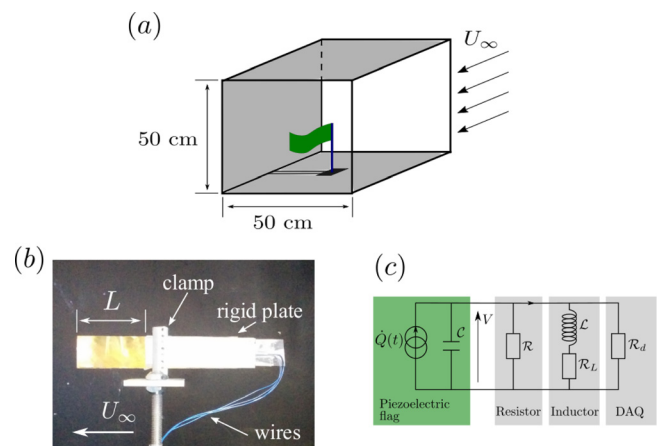 (a)
U∞
50 cm
50 cm
(b)
clamp
L
rigid plate
U∞
wires
(c)
Q̇(t)
C
V
R
L
R_L
R_d
Piezoelectric
flag
Resistor
Inductor
DAQ